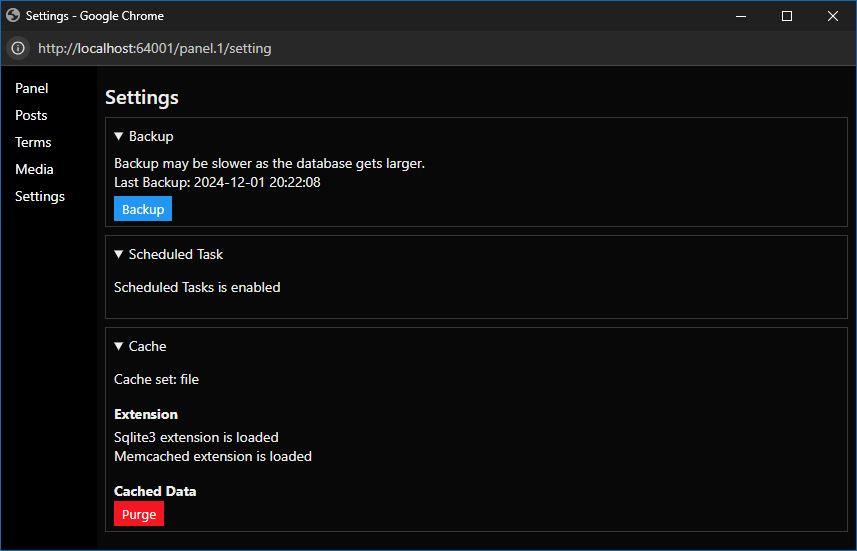 Settings - Google Chrome
http://localhost:64001/panel.1/setting
Panel
Posts
Terms
Media
Settings
Settings
Backup
Backup may be slower as the database gets larger.
Last Backup: 2024-12-01 20:22:08
Backup
Scheduled Task
Scheduled Tasks is enabled
Cache
Cache set: file
Extension
Sqlite3 extension is loaded
Memcached extension is loaded
Cached Data
Purge